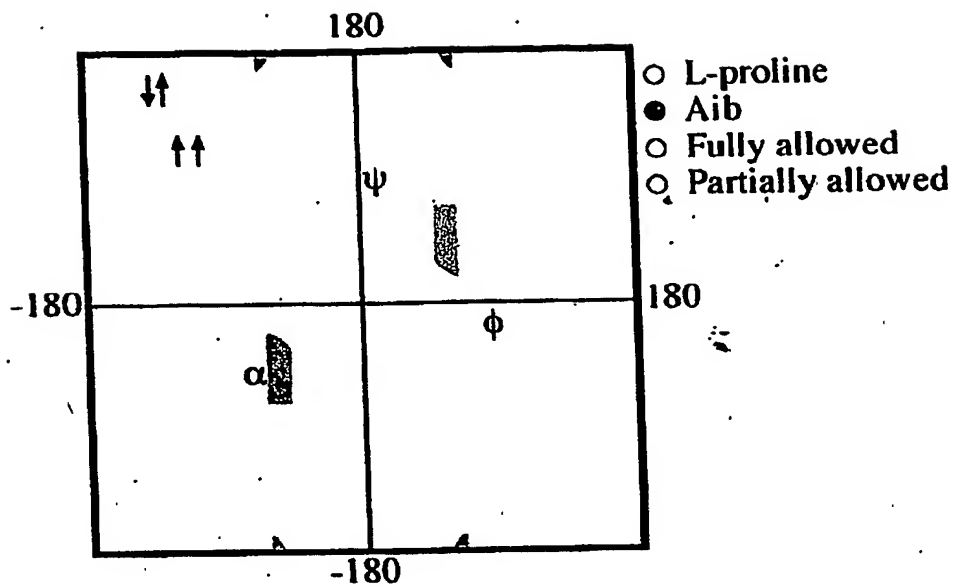 180
L-proline
Aib
Fully allowed
Partially allowed
ψ
-180
180
φ
α
-180